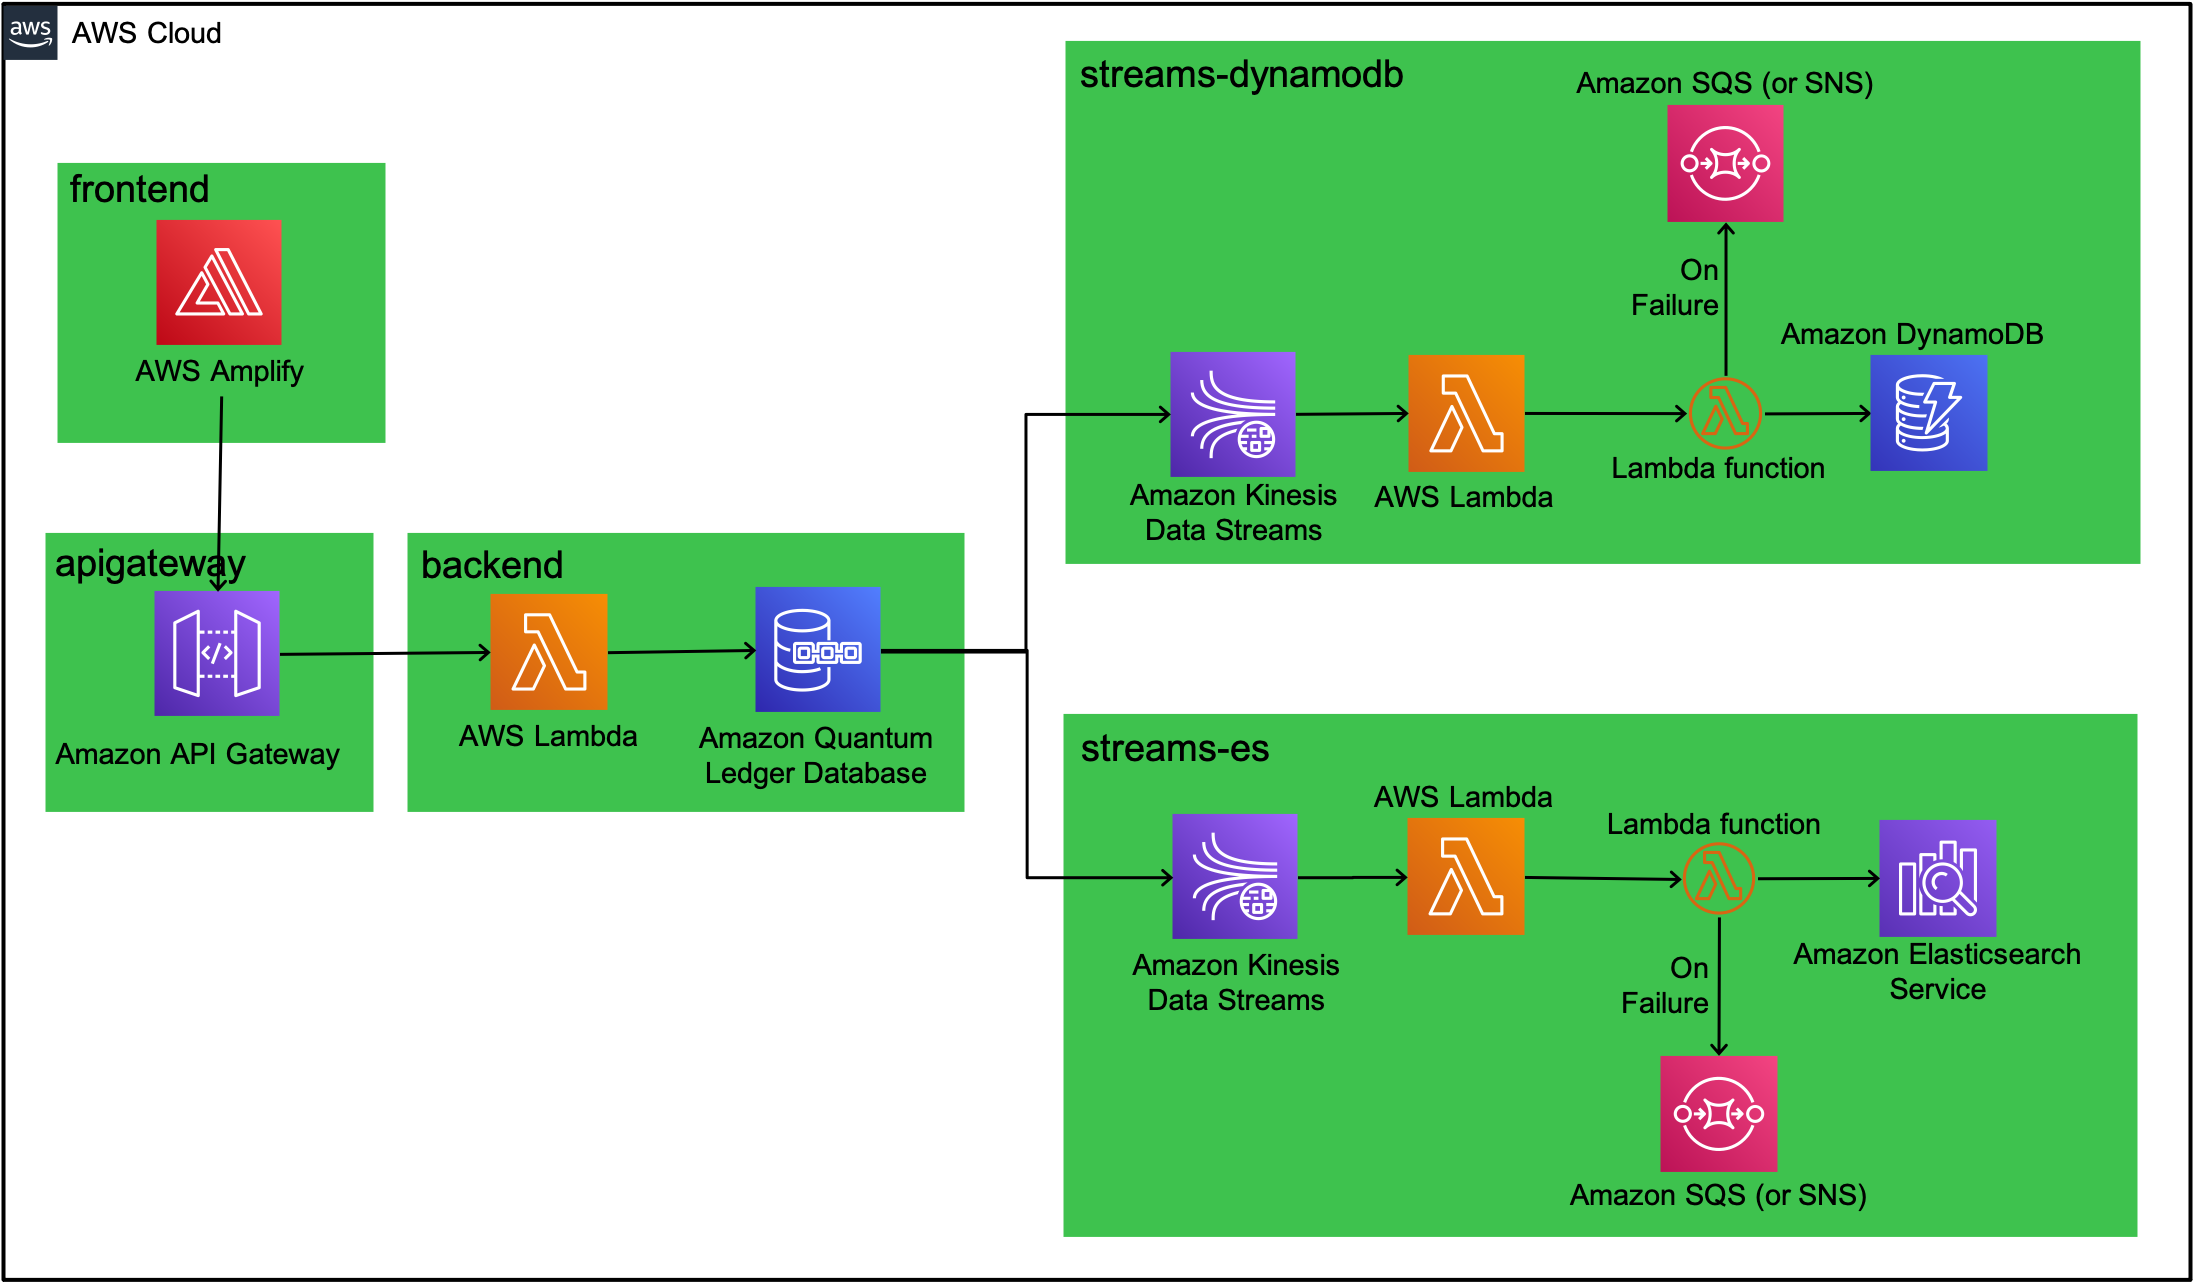 aws
AWS Cloud
frontend
AWS Amplify
apigateway
</>
Amazon API Gateway
backend
AWS Lambda
Amazon Quantum
Ledger Database
streams-dynamodb
Amazon SQS (or SNS)
On
Failure
Amazon DynamoDB
Amazon Kinesis
Data Streams
AWS Lambda
Lambda function
streams-es
AWS Lambda
Lambda function
Amazon Kinesis
Data Streams
On
Failure
Amazon Elasticsearch
Service
Amazon SQS (or SNS)